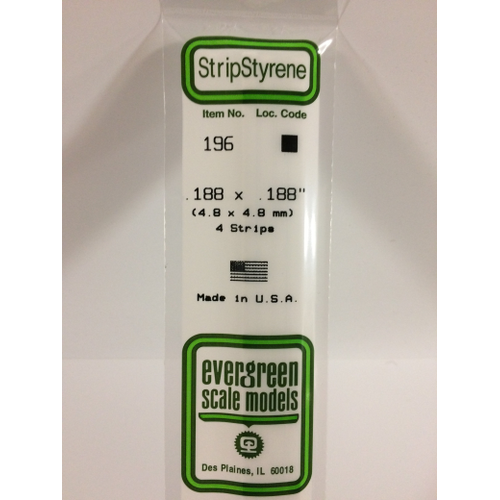 StripStyrene
Item No. Loc. Code
196
.188 x .188"
(4.8 x 4.8 mm)
4 Strips
Made in U.S.A.
evergreen
scale models
Des Plaines, IL 60018